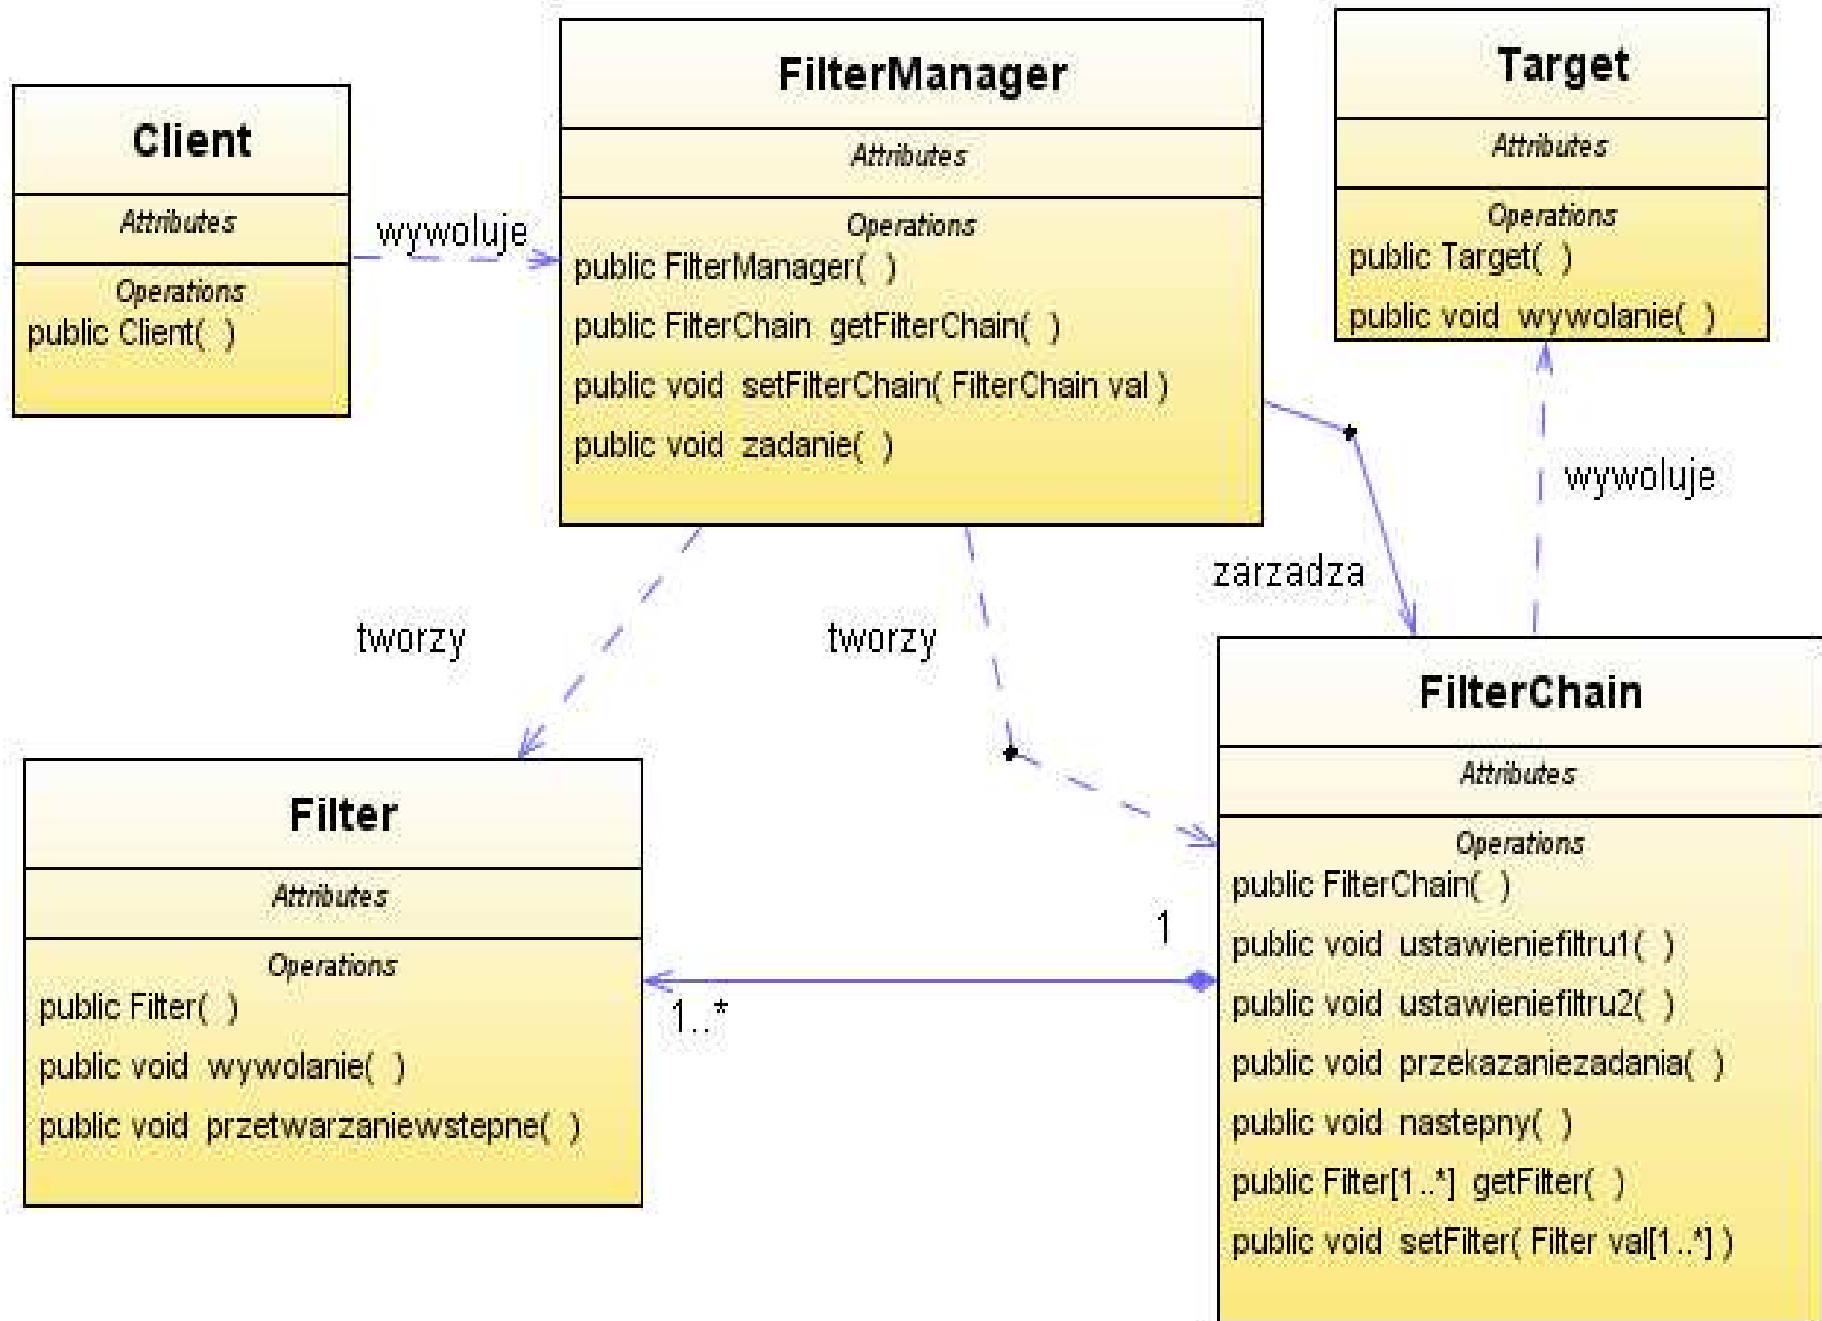 Client
Attributes
Operations
public Client( )
wywoluje
FilterManager
Attributes
Operations
public FilterManager( )
public FilterChain getFilterChain( )
public void setFilterChain( FilterChain val )
public void zadanie( )
Target
Attributes
Operations
public Target( )
public void wywolanie( )
wywoluje
zarzadza
tworzy
tworzy
Filter
Attributes
Operations
public Filter( )
public void wywolanie( )
public void przetwarzaniewstepne( )
1
1..*
FilterChain
Attributes
Operations
public FilterChain( )
public void ustawieniefiltru1( )
public void ustawieniefiltru2( )
public void przekazaniezadania( )
public void nastepny( )
public Filter[1..*] getFilter( )
public void setFilter( Filter val[1..*] )